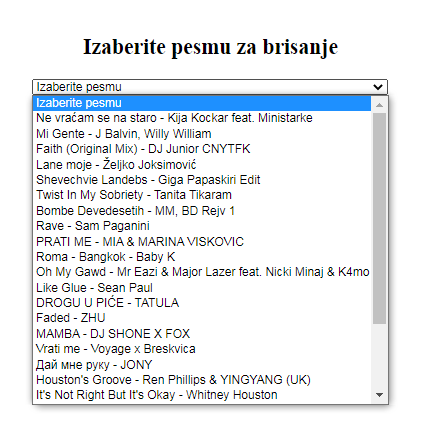 Izaberite pesmu za brisanje
Izaberite pesmu
Izaberite pesmu
Ne vraćam se na staro - Kija Kockar feat. Ministarke
Mi Gente - J Balvin, Willy William
Faith (Original Mix) - DJ Junior CNYTFK
Lane moje - Željko Joksimović
Shevechvie Landebs - Giga Papaskiri Edit
Twist In My Sobriety - Tanita Tikaram
Bombe Devedesetih - MM, BD Rejv 1
Rave - Sam Paganini
PRATI ME - MIA & MARINA VISKOVIC
Roma - Bangkok - Baby K
Oh My Gawd - Mr Eazi & Major Lazer feat. Nicki Minaj & K4mo
Like Glue - Sean Paul
DROGU U PIĆE - TATULA
Faded - ZHU
MAMBA - DJ SHONE X FOX
Vrati me - Voyage x Breskvica
Дай мне руку - JONY
Houston's Groove - Ren Phillips & YINGYANG (UK)
It's Not Right But It's Okay - Whitney Houston